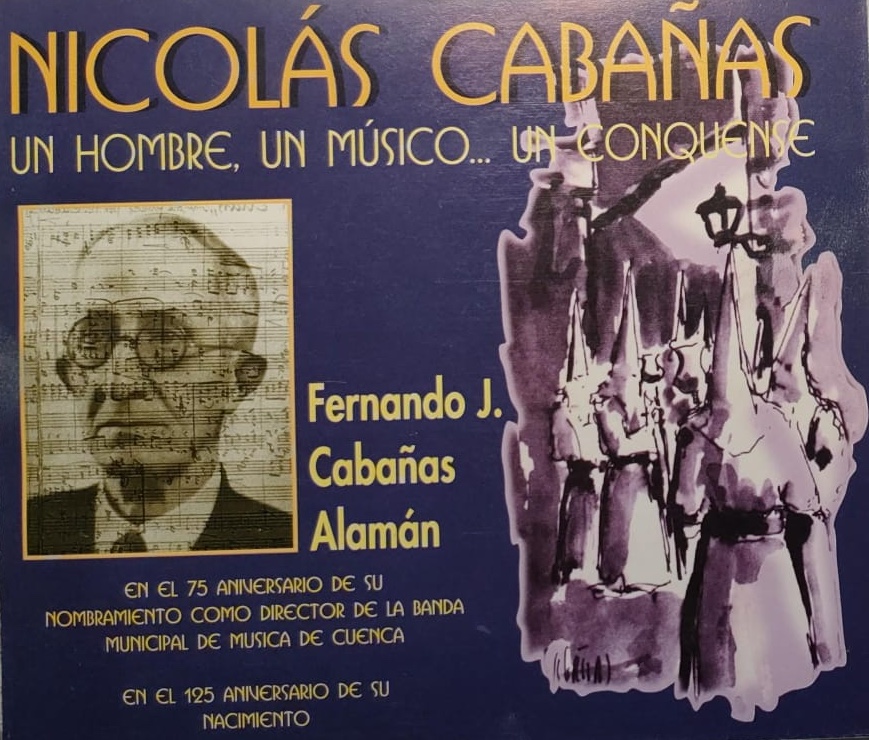 NICOLÁS CABAÑAS
UN HOMBRE, UN MÚSICO... UN CONQUENSE
Fernando J.
Cabañas
Alamán
EN EL 75 ANIVERSARIO DE SU
NOMBRAMIENTO COMO DIRECTOR DE LA BANDA
MUNICIPAL DE MUSICA DE CUENCA
EN EL 125 ANIVERSARIO DE SU
NACIMIENTO